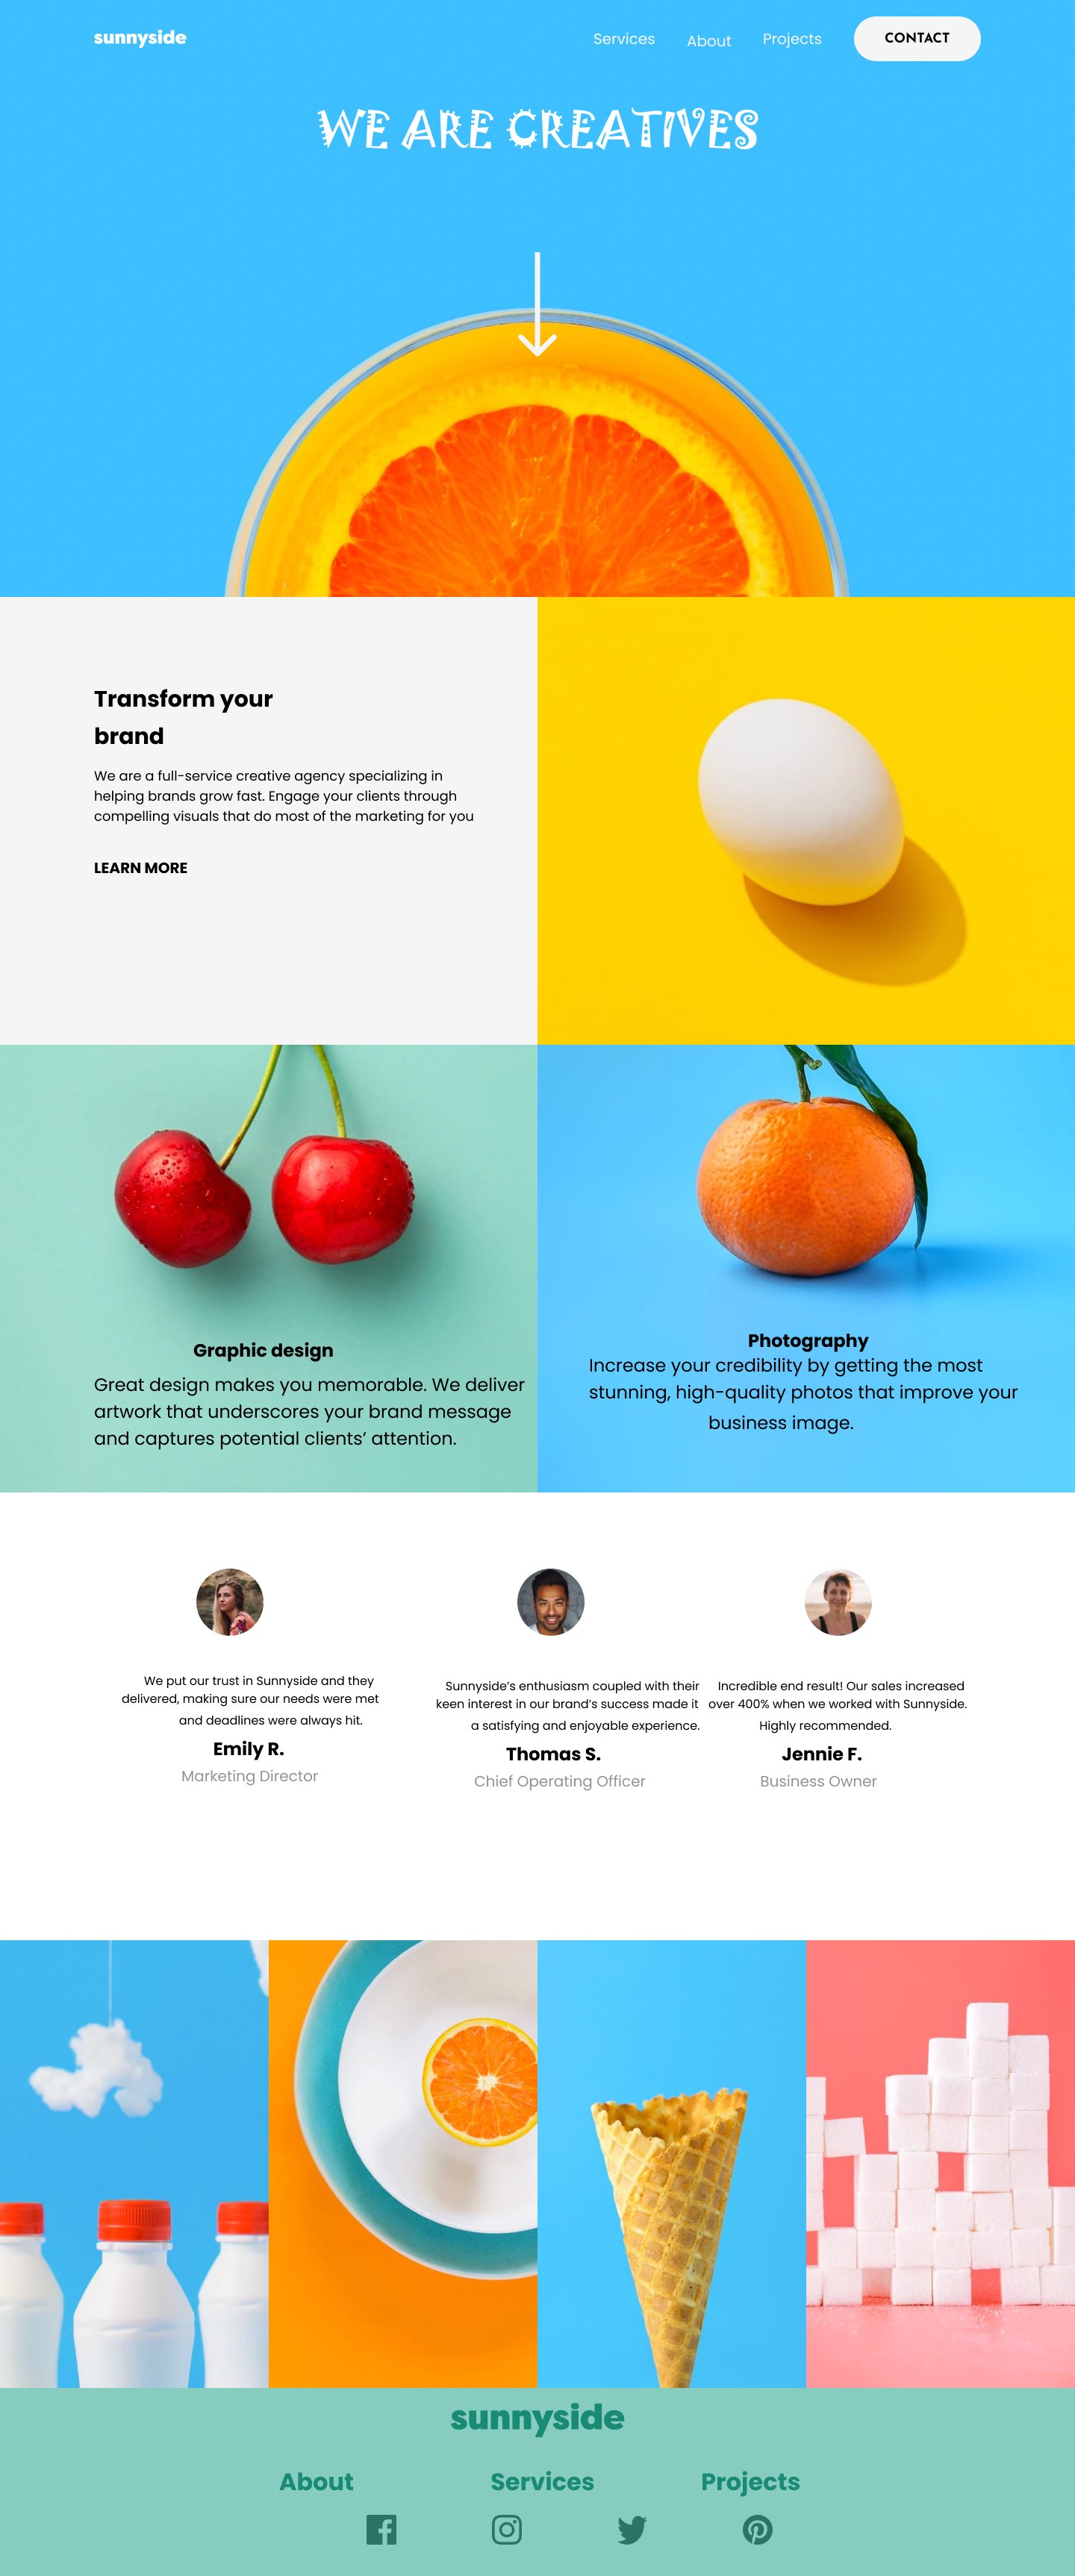 sunnyside
Services About Projects CONTACT
WE ARE CREATIVES
Transform your
brand
We are a full-service creative agency specializing in
helping brands grow fast. Engage your clients through
compelling visuals that do most of the marketing for you
LEARN MORE
Graphic design
Great design makes you memorable. We deliver
artwork that underscores your brand message
and captures potential clients’ attention.
Photography
Increase your credibility by getting the most
stunning, high-quality photos that improve your
business image.
We put our trust in Sunnyside and they
delivered, making sure our needs were met
and deadlines were always hit.
Emily R.
Marketing Director
Sunnyside’s enthusiasm coupled with their
keen interest in our brand’s success made it
a satisfying and enjoyable experience.
Thomas S.
Chief Operating Officer
Incredible end result! Our sales increased
over 400% when we worked with Sunnyside.
Highly recommended.
Jennie F.
Business Owner
sunnyside
About Services Projects